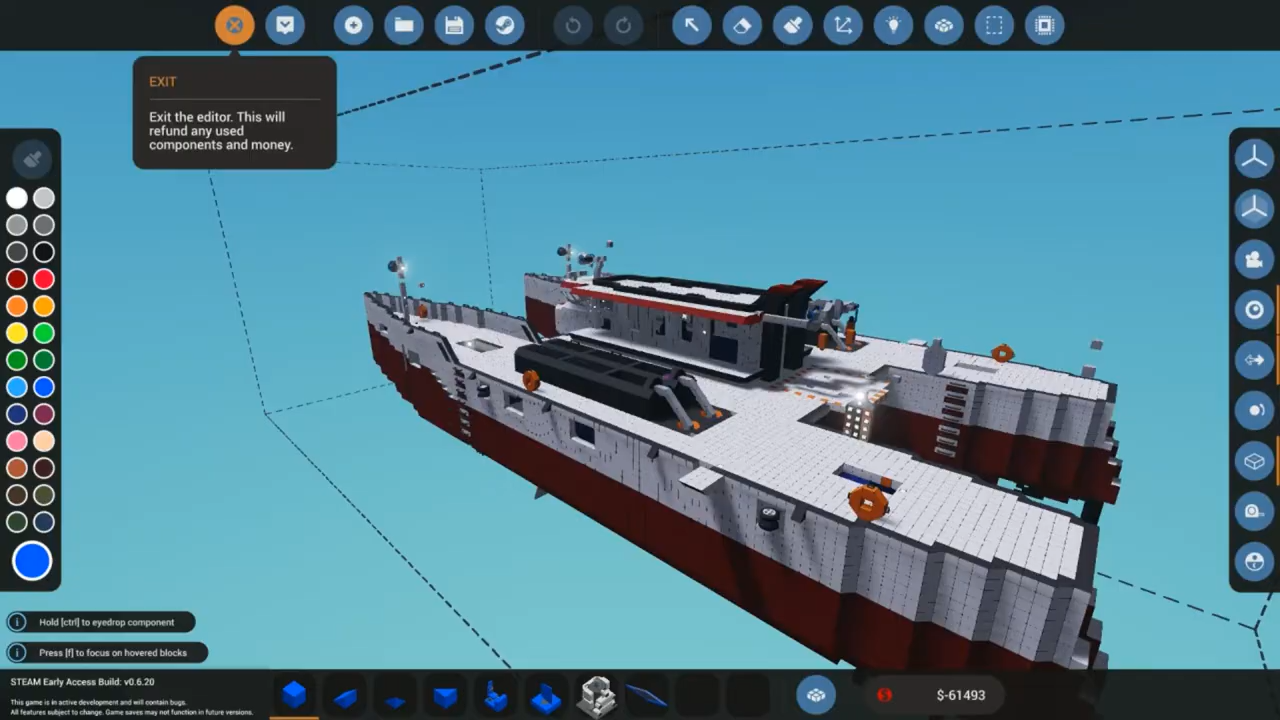 EXIT
Exit the editor. This will
refund any used
components and money.
Hold [ctrl] to eyedrop component
Press [f] to focus on hovered blocks
STEAM Early Access Build: v0.6.20
This game is in active development and will contain bugs.
All features subject to change. Game saves may not function in future versions.
$-61493